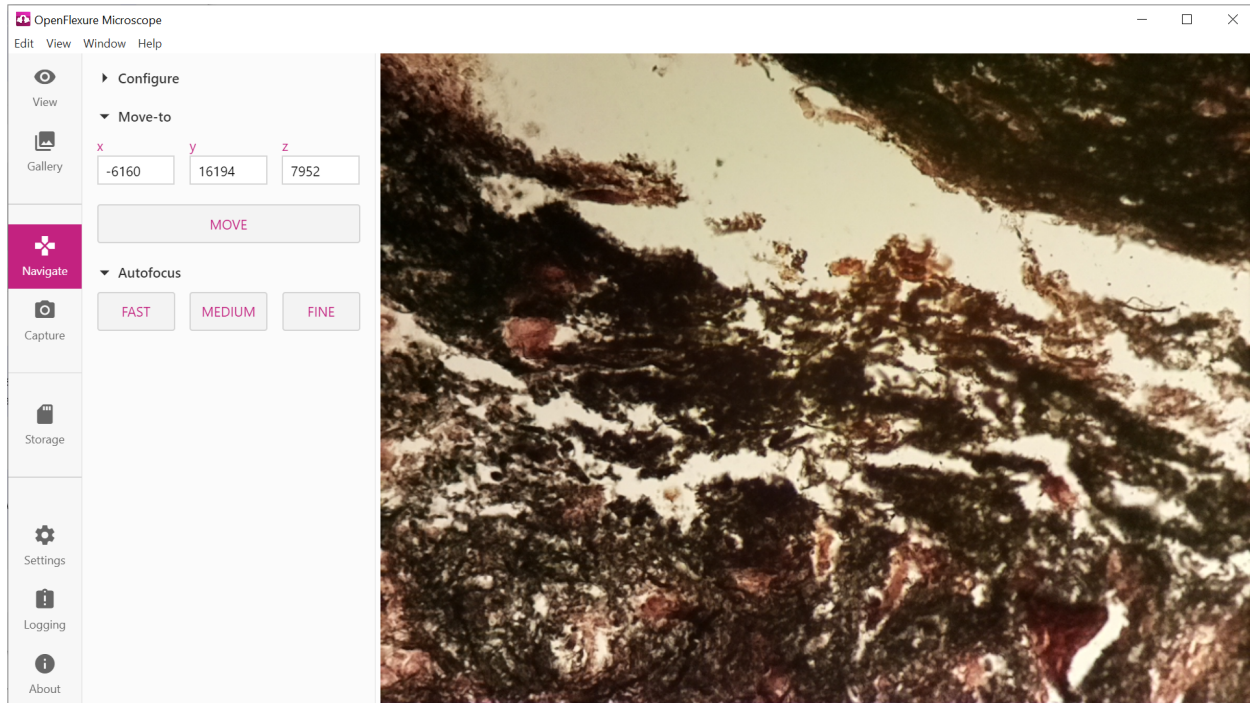 OpenFlexure Microscope
Edit View Window Help
View
Gallery
Navigate
Capture
Storage
Settings
Logging
About
Configure
Move-to
x y z
-6160 16194 7952
MOVE
Autofocus
FAST MEDIUM FINE